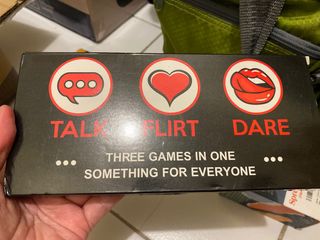 TALK FLIRT DARE
... THREE GAMES IN ONE ...
SOMETHING FOR EVERYONE